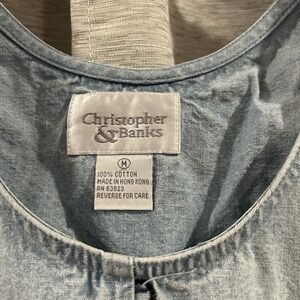 Christopher
& Banks
M
100% COTTON
MADE IN HONG KONG
RN 63823
REVERSE FOR CARE